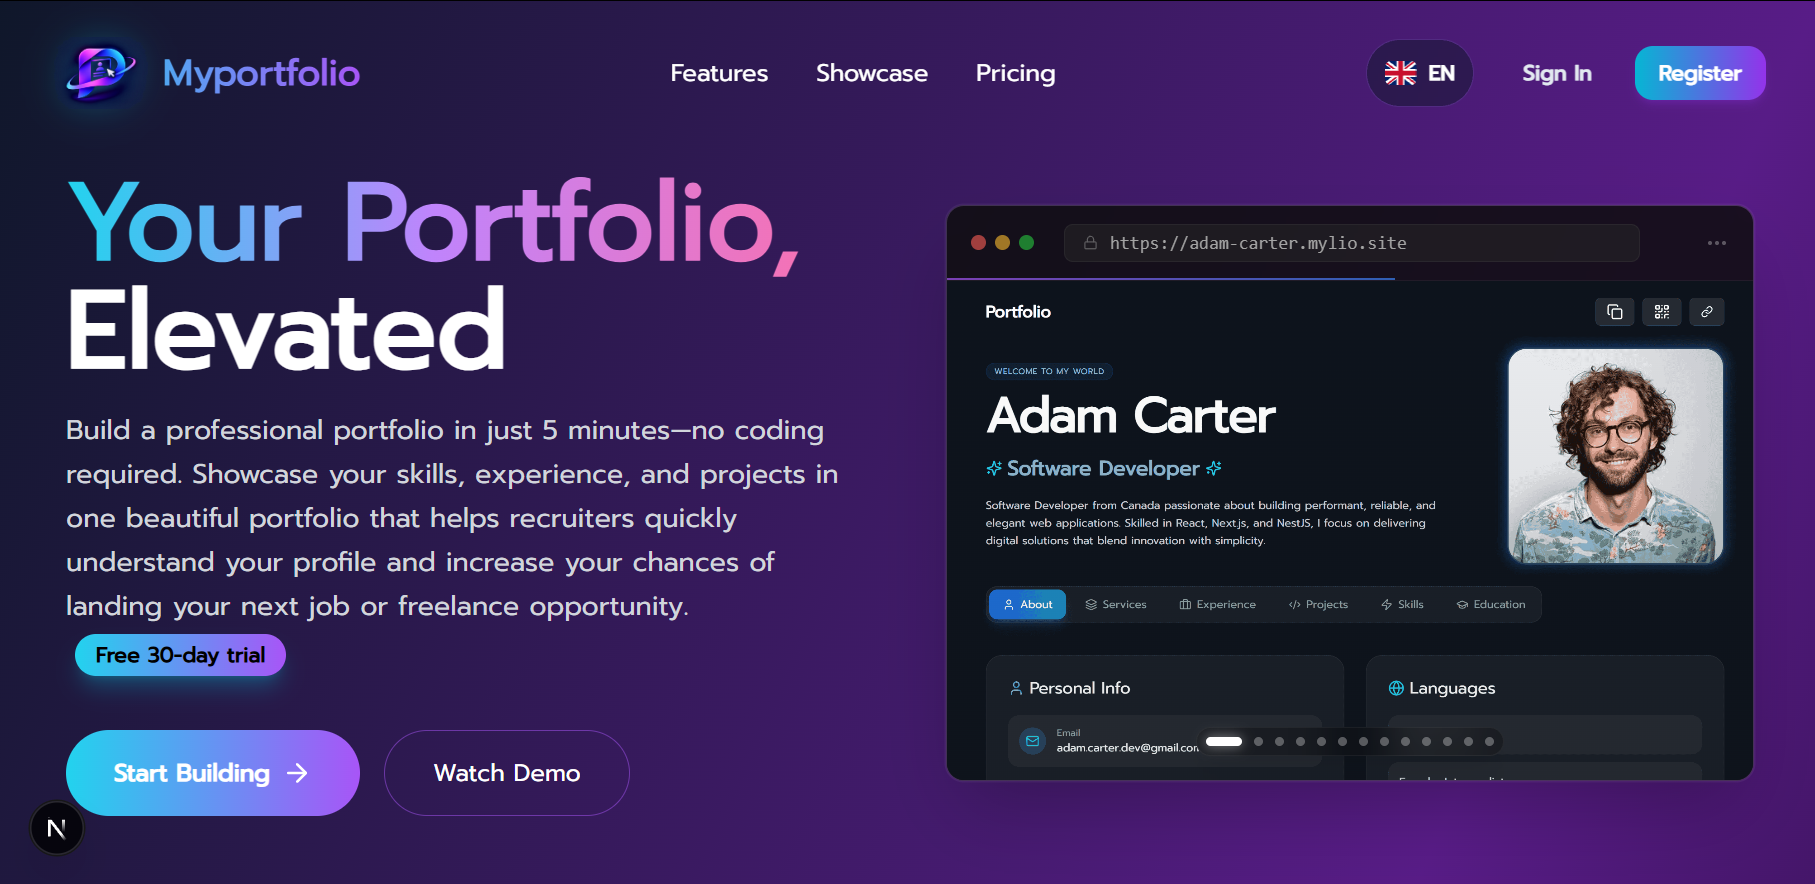 Myportfolio
Features
Showcase
Pricing
EN
Sign In
Register
Your Portfolio,
Elevated
Build a professional portfolio in just 5 minutes—no coding
required. Showcase your skills, experience, and projects in
one beautiful portfolio that helps recruiters quickly
understand your profile and increase your chances of
landing your next job or freelance opportunity.
Free 30-day trial
Start Building →
Watch Demo
N
https://adam-carter.mylio.site
Portfolio
WELCOME TO MY WORLD
Adam Carter
Software Developer
Software Developer from Canada passionate about building performant, reliable, and
elegant web applications. Skilled in React, Next.js, and NestJS, I focus on delivering
digital solutions that blend innovation with simplicity.
About
Services
Experience
Projects
Skills
Education
Personal Info
Email
adam.carter.dev@gmail.com
Languages